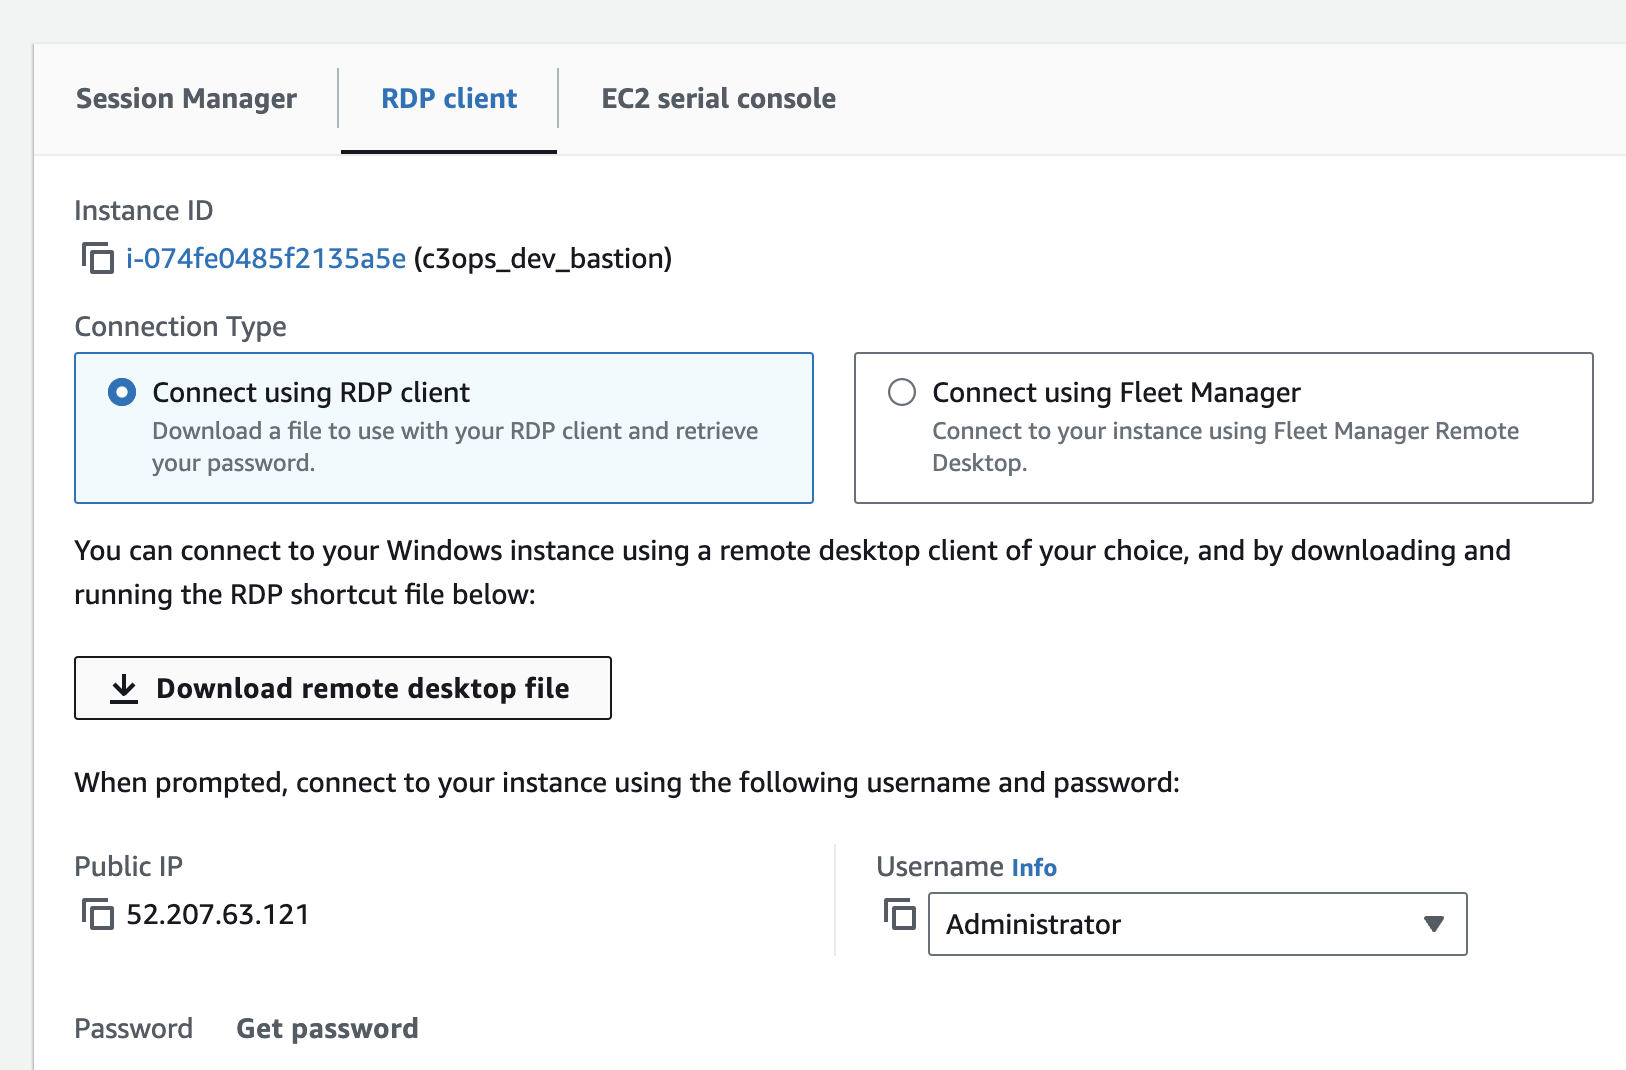 Session Manager
RDP client
EC2 serial console
Instance ID
i-074fe0485f2135a5e (c3ops_dev_bastion)
Connection Type
Connect using RDP client
Download a file to use with your RDP client and retrieve
your password.
Connect using Fleet Manager
Connect to your instance using Fleet Manager Remote
Desktop.
You can connect to your Windows instance using a remote desktop client of your choice, and by downloading and
running the RDP shortcut file below:
Download remote desktop file
When prompted, connect to your instance using the following username and password:
Public IP
52.207.63.121
Username Info
Administrator
Password Get password